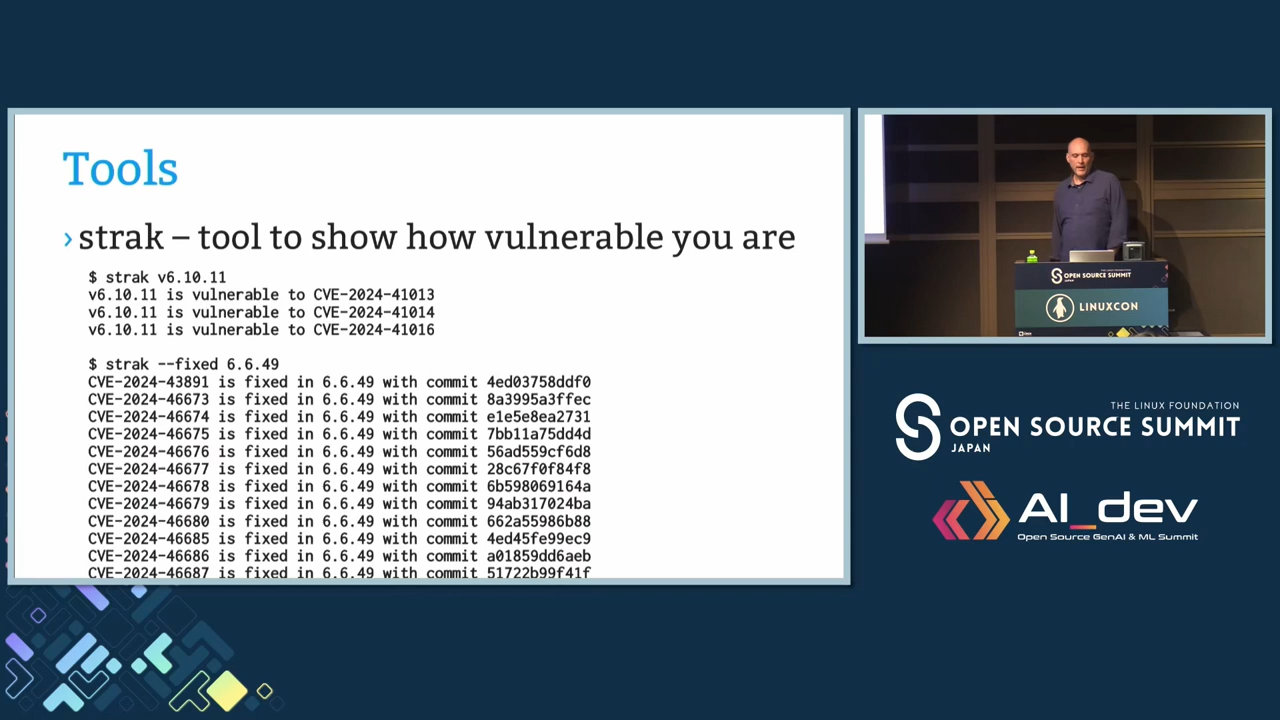 Tools
› strak – tool to show how vulnerable you are
$ strak v6.10.11
v6.10.11 is vulnerable to CVE-2024-41013
v6.10.11 is vulnerable to CVE-2024-41014
v6.10.11 is vulnerable to CVE-2024-41016
$ strak --fixed 6.6.49
CVE-2024-43891 is fixed in 6.6.49 with commit 4ed03758ddf0
CVE-2024-46673 is fixed in 6.6.49 with commit 8a3995a3ffec
CVE-2024-46674 is fixed in 6.6.49 with commit e1e5e8ea2731
CVE-2024-46675 is fixed in 6.6.49 with commit 7bb11a75dd4d
CVE-2024-46676 is fixed in 6.6.49 with commit 56ad559cf6d8
CVE-2024-46677 is fixed in 6.6.49 with commit 28c67f0f84f8
CVE-2024-46678 is fixed in 6.6.49 with commit 6b598069164a
CVE-2024-46679 is fixed in 6.6.49 with commit 94ab317024ba
CVE-2024-46680 is fixed in 6.6.49 with commit 662a55986b88
CVE-2024-46685 is fixed in 6.6.49 with commit 4ed45fe99ec9
CVE-2024-46686 is fixed in 6.6.49 with commit a01859dd6aeb
CVE-2024-46687 is fixed in 6.6.49 with commit 51722b99f41f
OPEN SOURCE SUMMIT
JAPAN
LINUXCON
THE LINUX FOUNDATION
OPEN SOURCE SUMMIT
JAPAN
AI_dev
Open Source GenAI & ML Summit